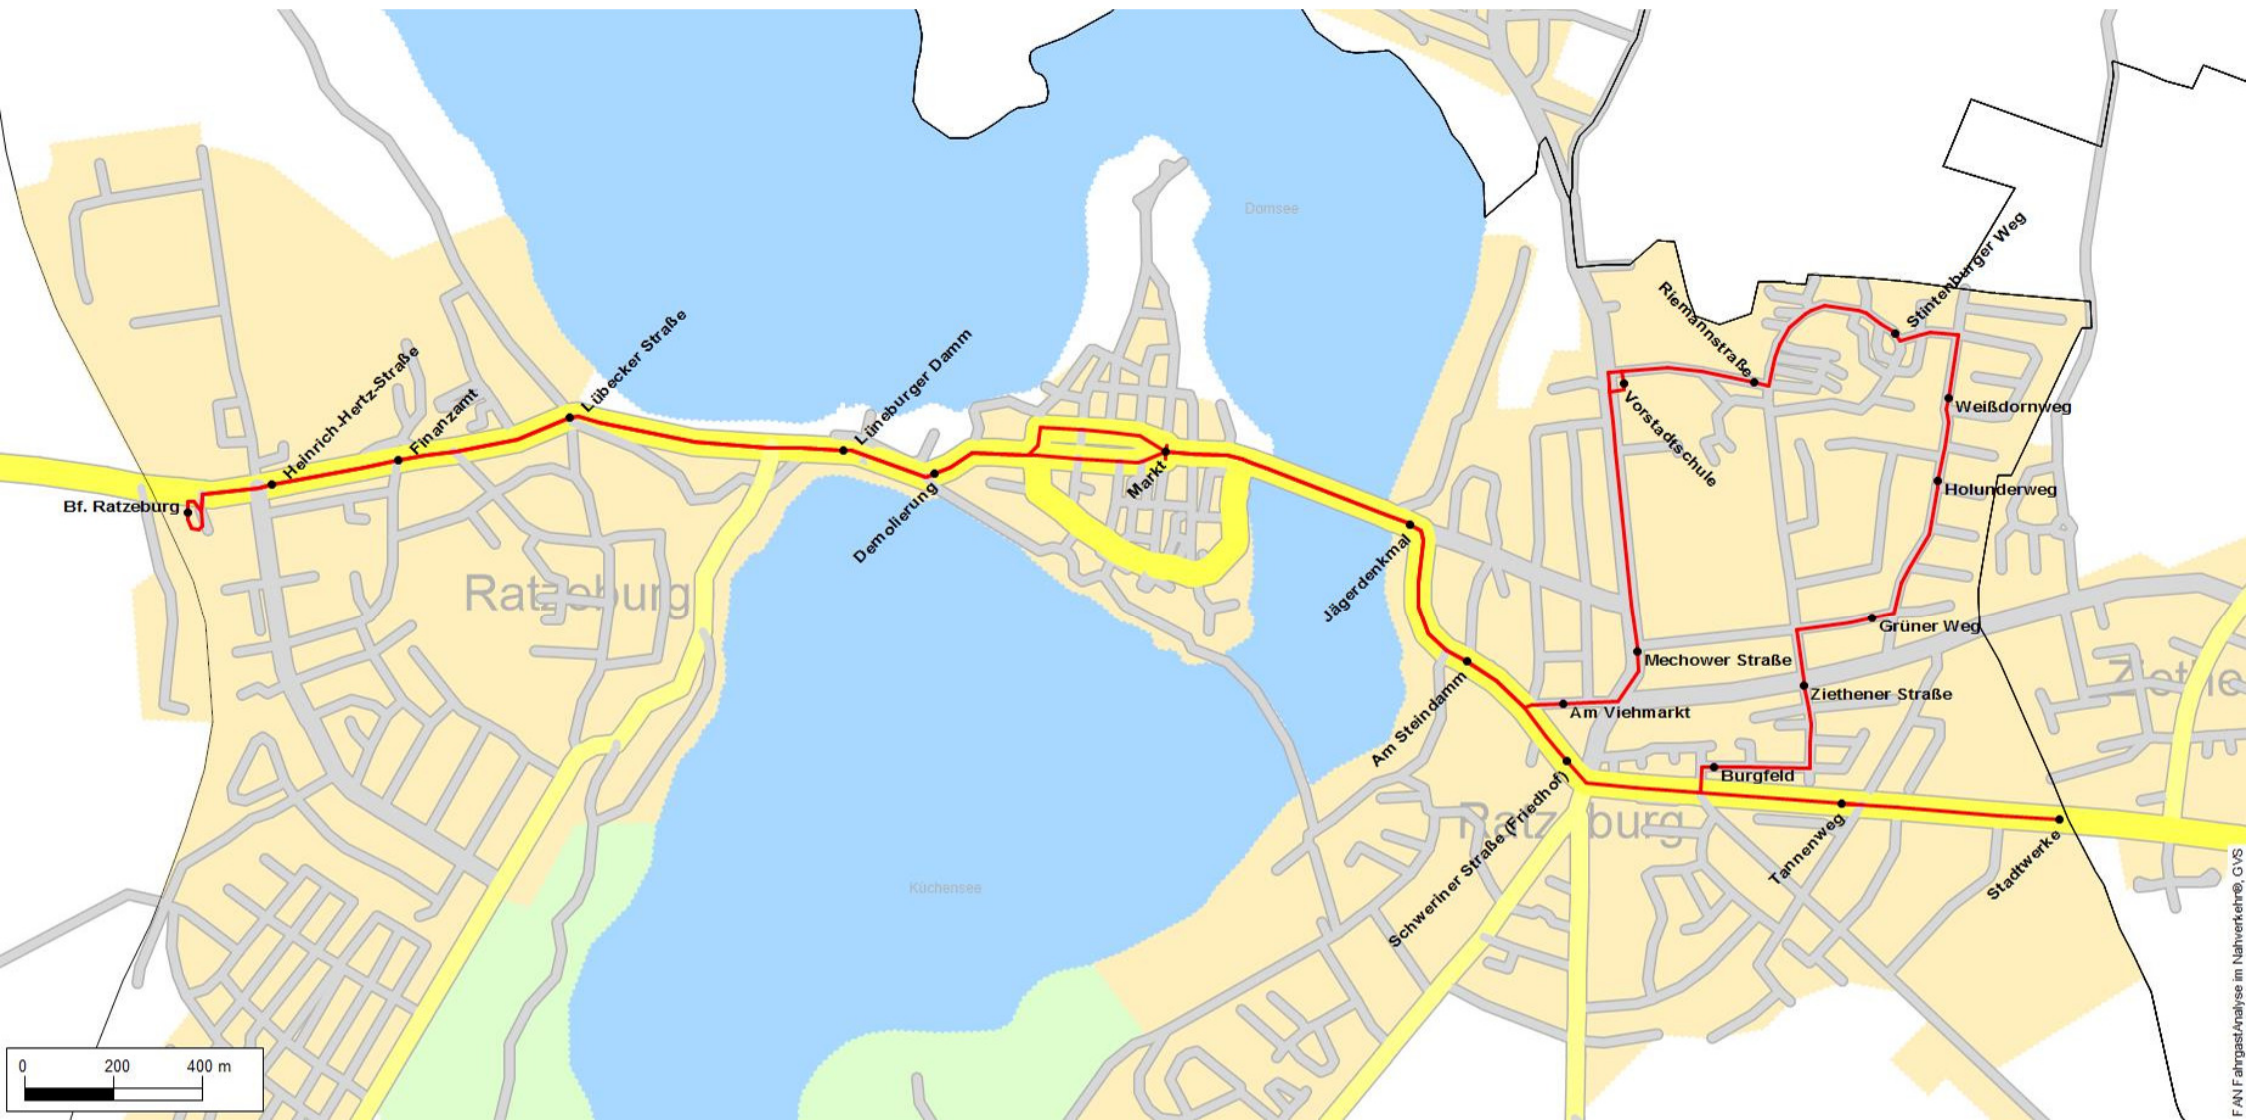 Domsee
Stintenburger Weg
Riemannstraße
Lübecker Straße
Lüneburger Damm
Heinrich-Hertz-Straße
Finanzamt
Weißdornweg
Vorstadtschule
Markt
Holunderweg
Bf. Ratzeburg
Demolierung
Jägerdenkmal
Ratzeburg
Grüner Weg
Mechower Straße
Ziethener Straße
Ziethe
Am Viehmarkt
Am Steindamm
Burgfeld
Ratzeburg
Schweriner Straße (Friedhof)
Tannenweg
Stadtwerke
Küchensee
0 200 400 m
FAN FahrgastAnalyse im Nahverkehr®, GVS